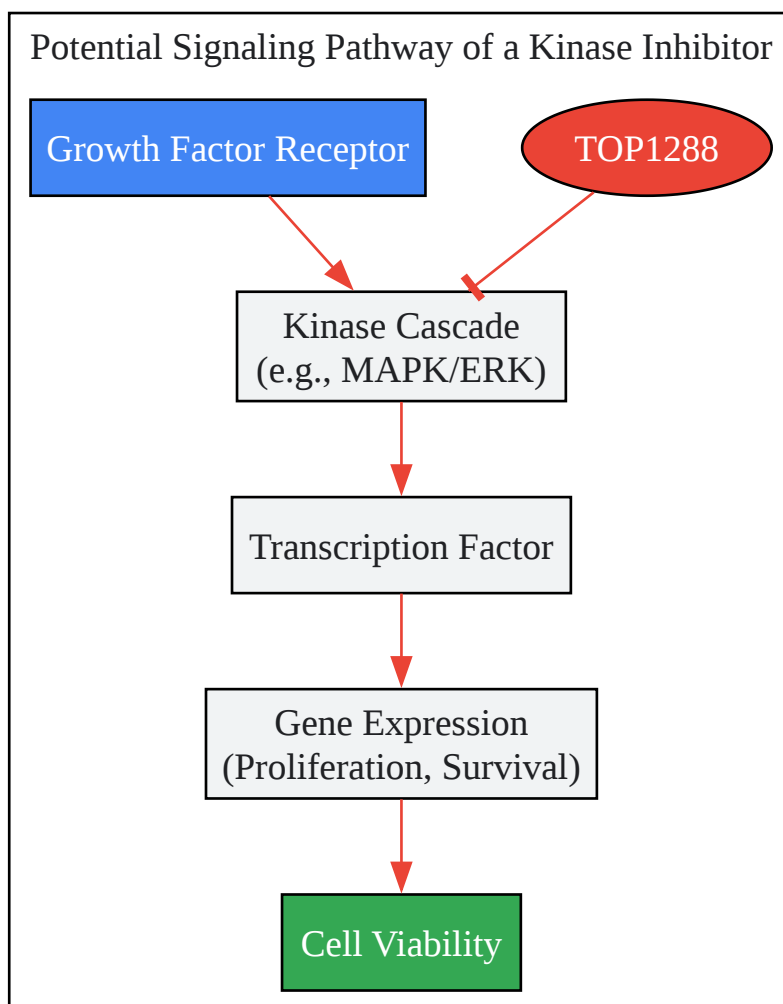 Potential Signaling Pathway of a Kinase Inhibitor
Growth Factor Receptor
TOP1288
Kinase Cascade
(e.g., MAPK/ERK)
Transcription Factor
Gene Expression
(Proliferation, Survival)
Cell Viability